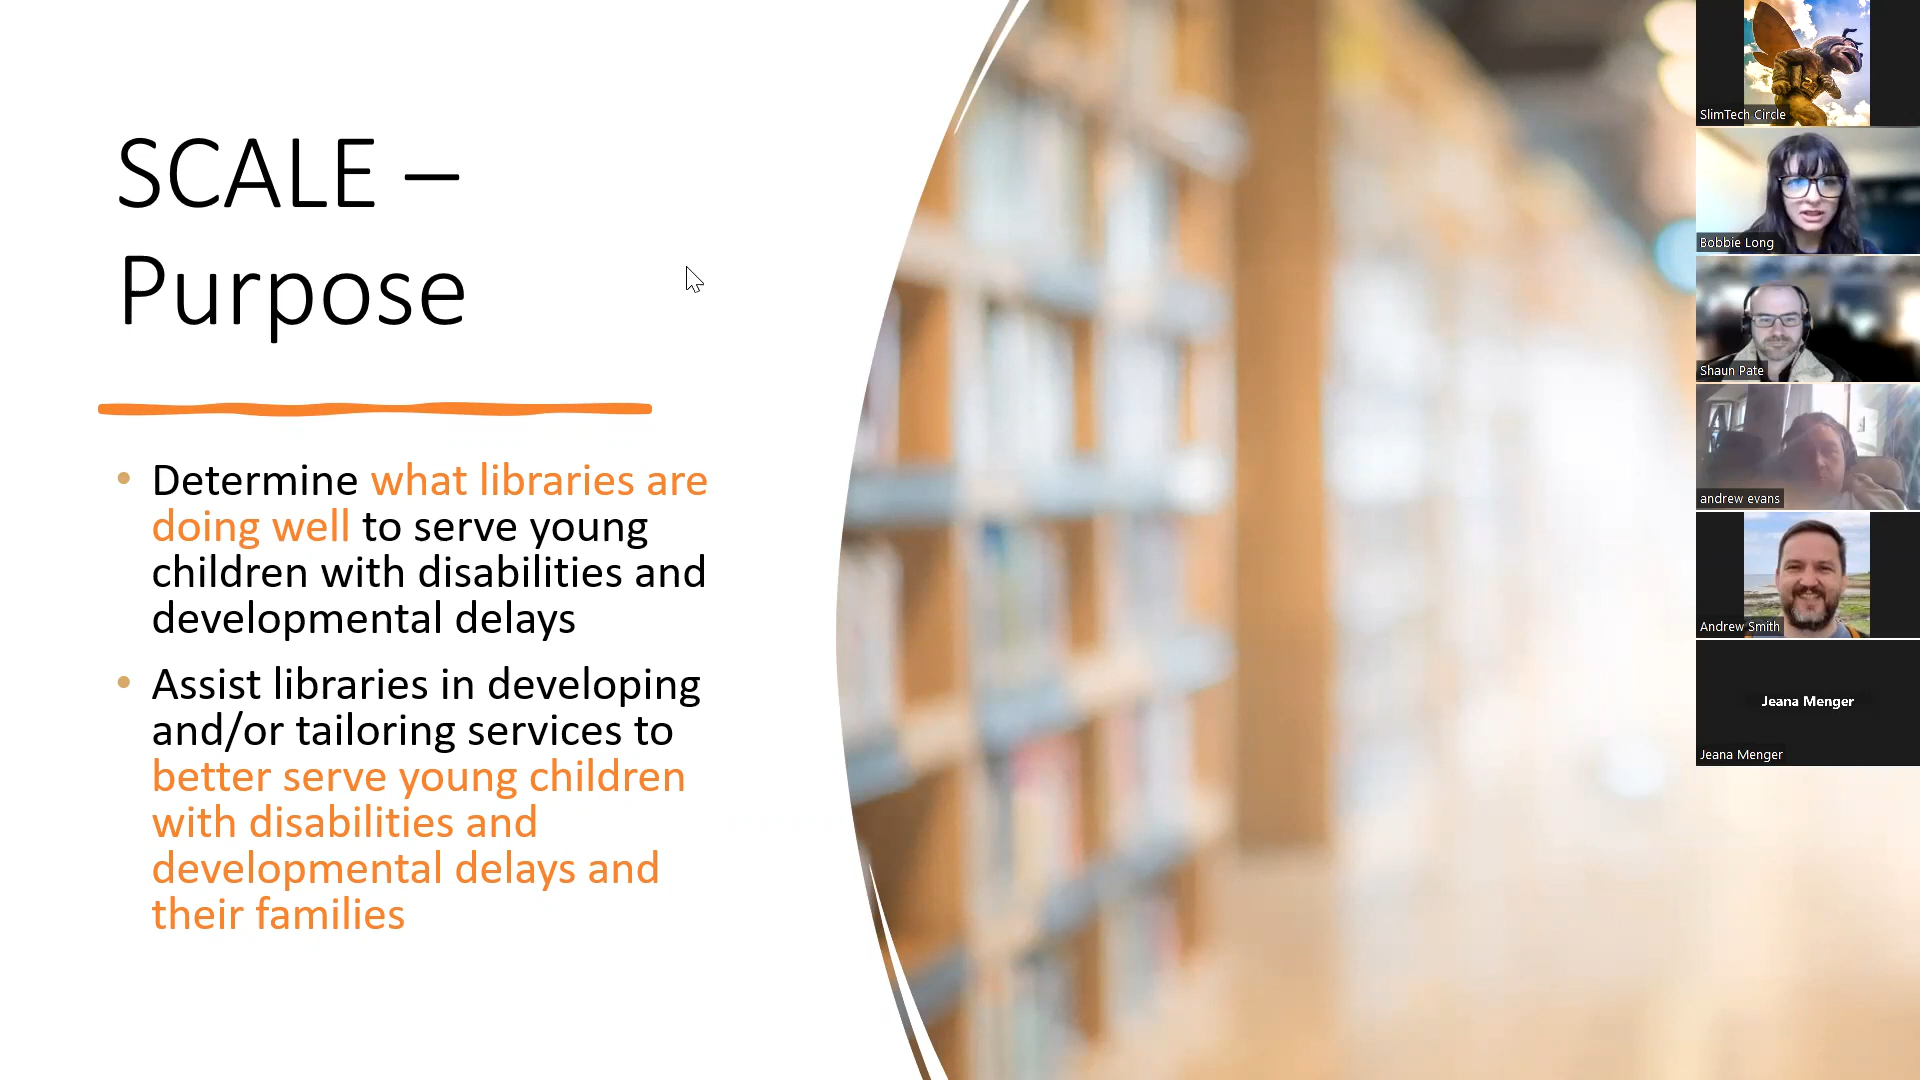 SCALE –
Purpose
• Determine what libraries are
doing well to serve young
children with disabilities and
developmental delays
• Assist libraries in developing
and/or tailoring services to
better serve young children
with disabilities and
developmental delays and
their families
SlimTech Circle
Bobbie Long
Shaun Pate
andrew evans
Andrew Smith
Jeana Menger
Jeana Menger